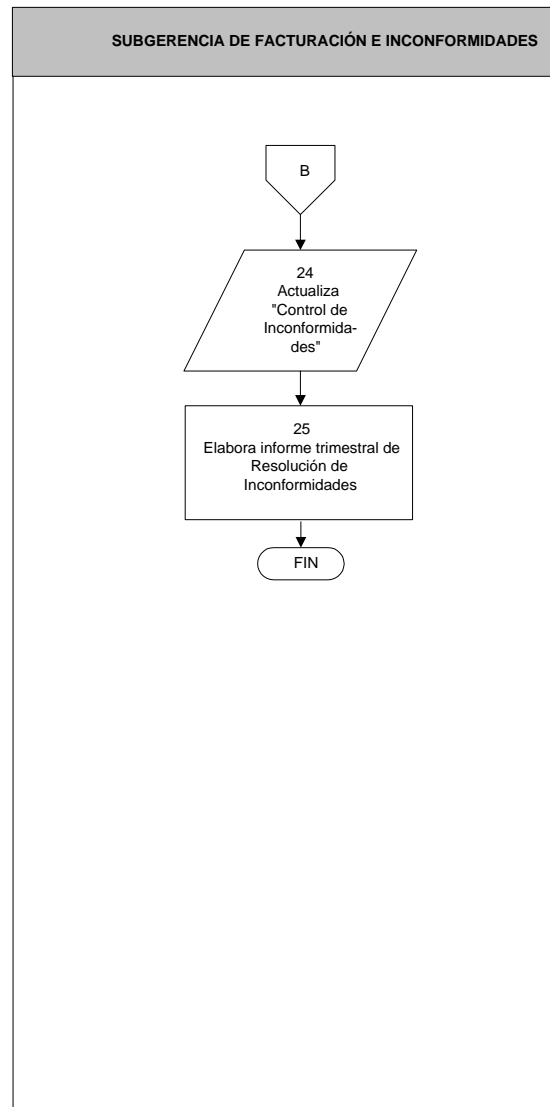 SUBGERENCIA DE FACTURACIÓN E INCONFORMIDADES
B
24
Actualiza
"Control de
Inconformida-
des"
25
Elabora informe trimestral de
Resolución de
Inconformidades
FIN